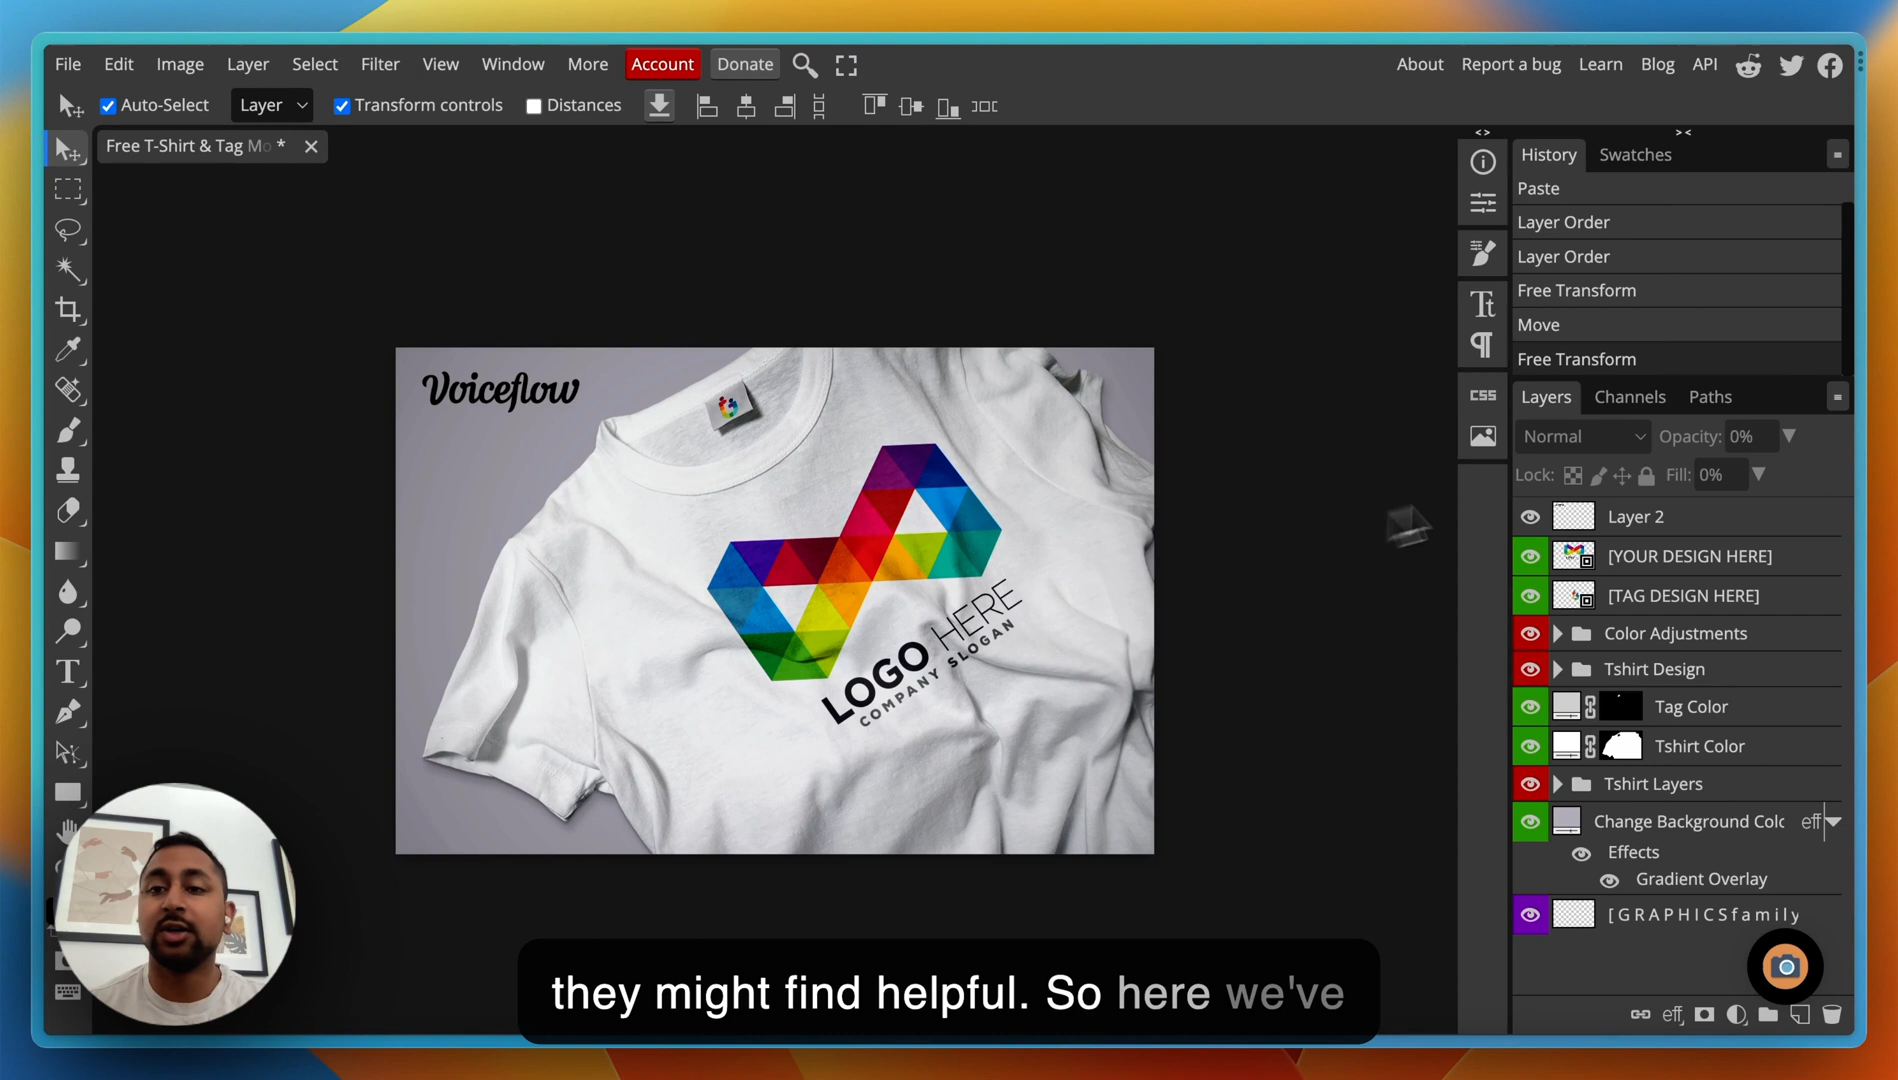 File Edit Image Layer Select Filter View Window More Account Donate About Report a bug Learn Blog API
Auto-Select Layer Transform controls Distances
Free T-Shirt & Tag Mo *
History Swatches
Paste
Layer Order
Layer Order
Free Transform
Move
Free Transform
CSS
Layers Channels Paths
Normal Opacity: 0%
Lock: Fill: 0%
Layer 2
[YOUR DESIGN HERE]
[TAG DESIGN HERE]
Color Adjustments
Tshirt Design
Tag Color
Tshirt Color
Tshirt Layers
Change Background Colo eff
Effects
Gradient Overlay
[ G R A P H I C S f a m i l y
eff
Voiceflow
LOGO HERE
COMPANY SLOGAN
they might find helpful. So here we've